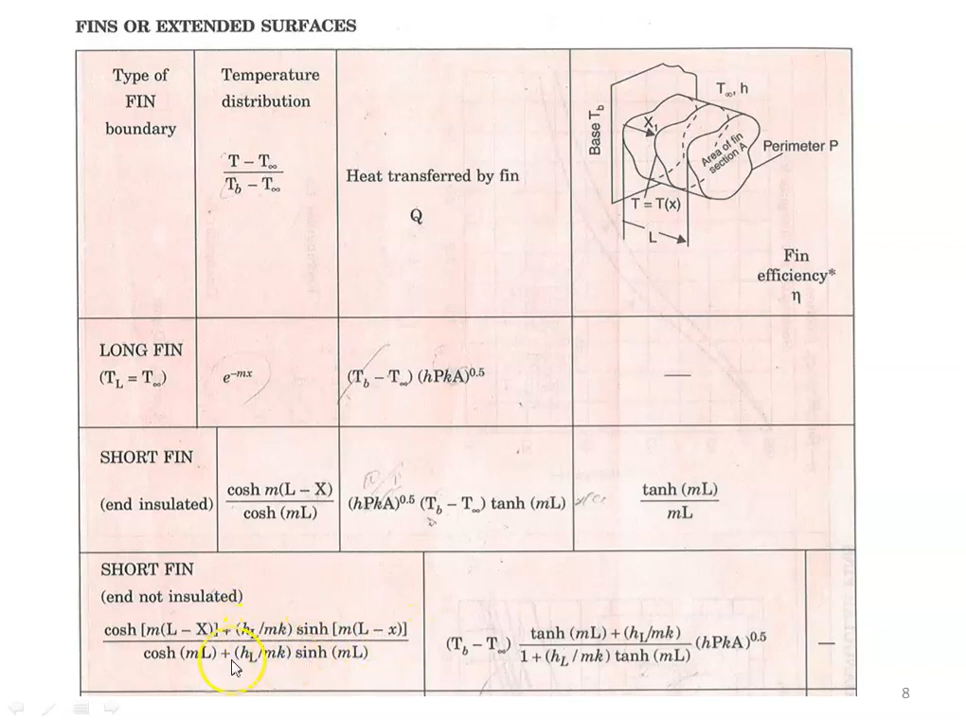 FINS OR EXTENDED SURFACES
Type of
FIN
boundary
Temperature
distribution
T – T∞
T_b – T∞
Heat transferred by fin
Q
Base T_b
X₁
T∞, h
Area of fin
section A
Perimeter P
T = T(x)
L
Fin
efficiency*
η
LONG FIN
(T_L = T∞)
e^–mx
(T_b – T∞) (hPkA)^0.5
—
SHORT FIN
(end insulated)
cosh m(L – X)
cosh (mL)
(hPkA)^0.5 (T_b – T∞) tanh (mL)
tanh (mL)
mL
SHORT FIN
(end not insulated)
cosh [m(L – X)] + (h_L/mk) sinh [m(L – x)]
cosh (mL) + (h_L/mk) sinh (mL)
(T_b – T∞) tanh (mL) + (h_L/mk) (hPkA)^0.5
1 + (h_L / mk) tanh (mL)
—
8